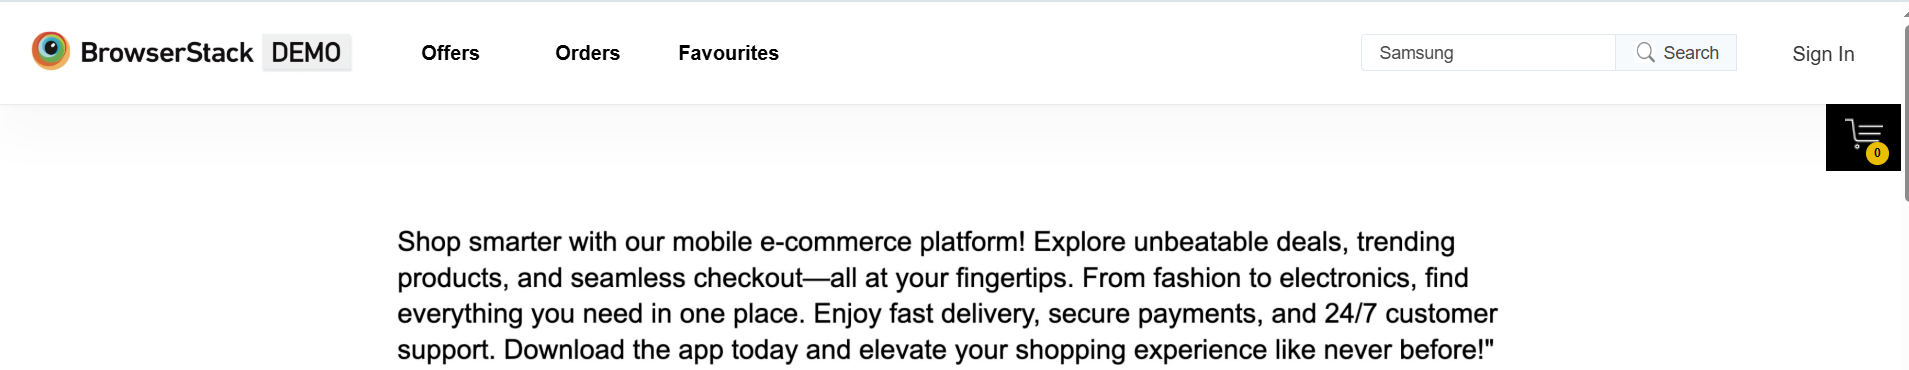 BrowserStack DEMO Offers Orders Favourites Samsung Search Sign In
0
Shop smarter with our mobile e-commerce platform! Explore unbeatable deals, trending
products, and seamless checkout—all at your fingertips. From fashion to electronics, find
everything you need in one place. Enjoy fast delivery, secure payments, and 24/7 customer
support. Download the app today and elevate your shopping experience like never before!"